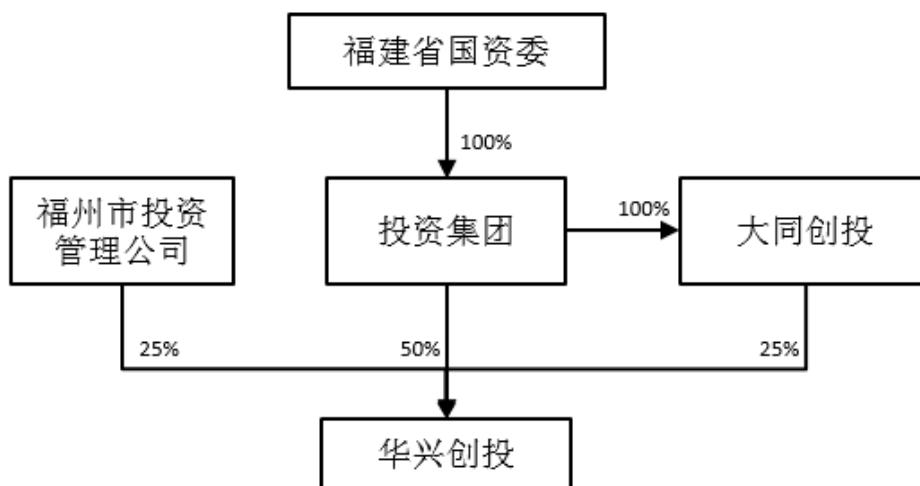 福建省国资委
100%
福州市投资
管理公司
投资集团
100%
大同创投
25%
50%
25%
华兴创投